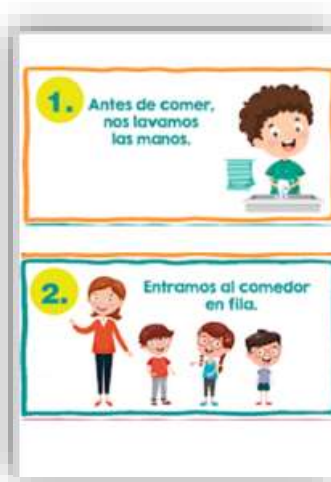 1.
Antes de comer,
nos lavamos
las manos.
2.
Entramos al comedor
en fila.